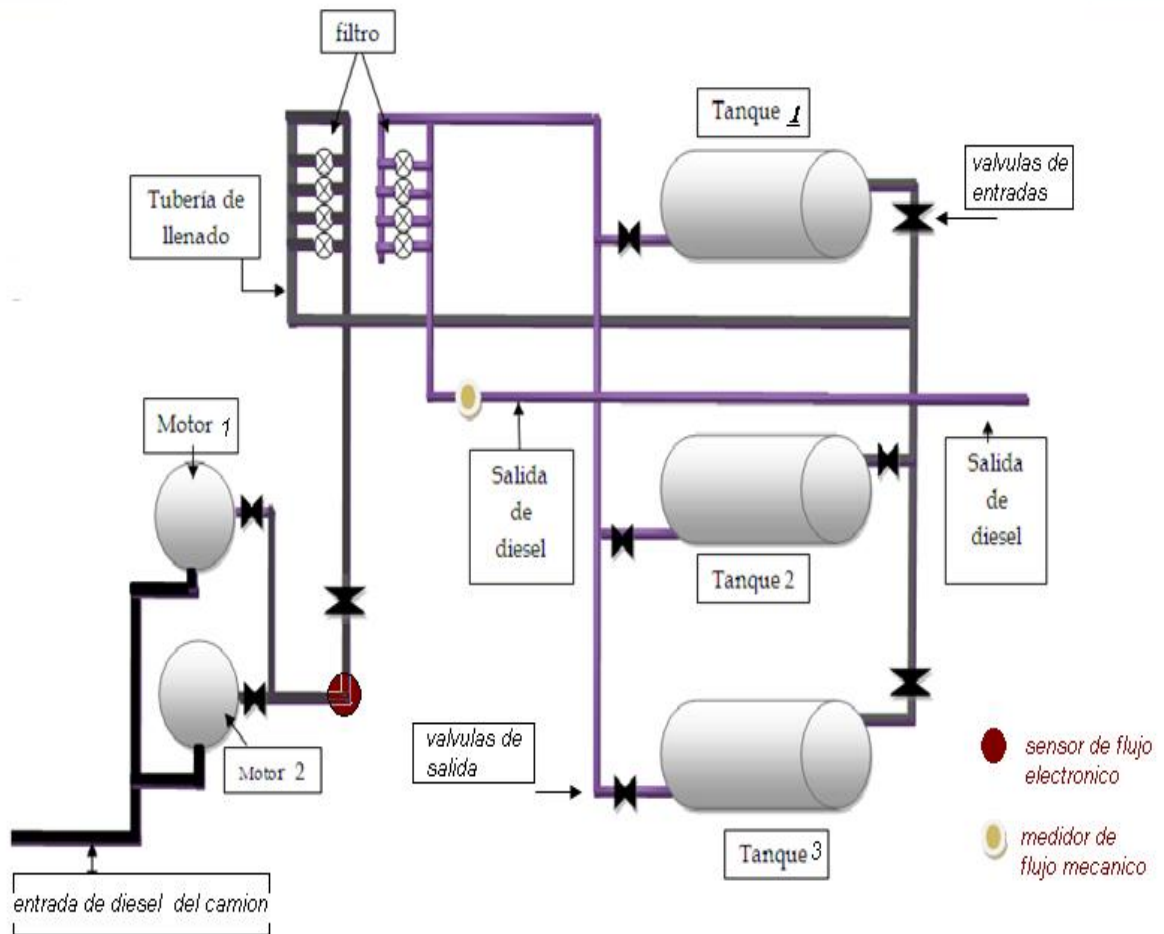 filtro
Tanque 1
valvulas de
entradas
Tubería de
llenado
Motor 1
Salida
de
diesel
Salida
de
diesel
Tanque 2
valvulas de
salida
Motor 2
sensor de flujo
electronico
Tanque 3
medidor de
flujo mecanico
entrada de diesel del camion